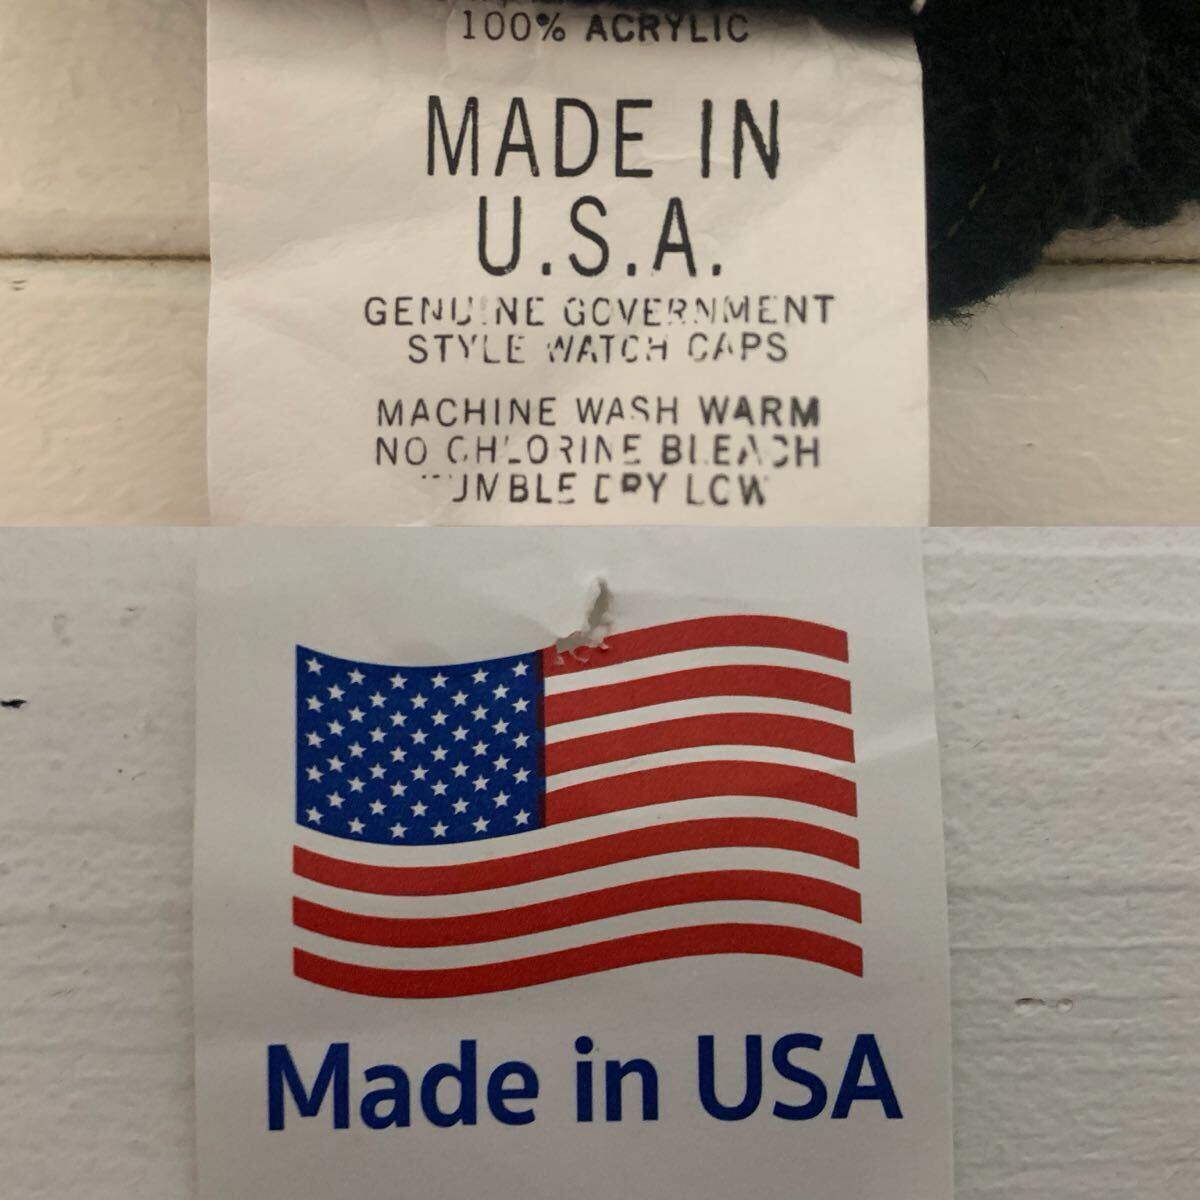 100% ACRYLIC
MADE IN
U.S.A.
GENUINE GOVERNMENT
STYLE WATCH CAPS
MACHINE WASH WARM
NO CHLORINE BLEACH
TUMBLE DRY LOW
Made in USA